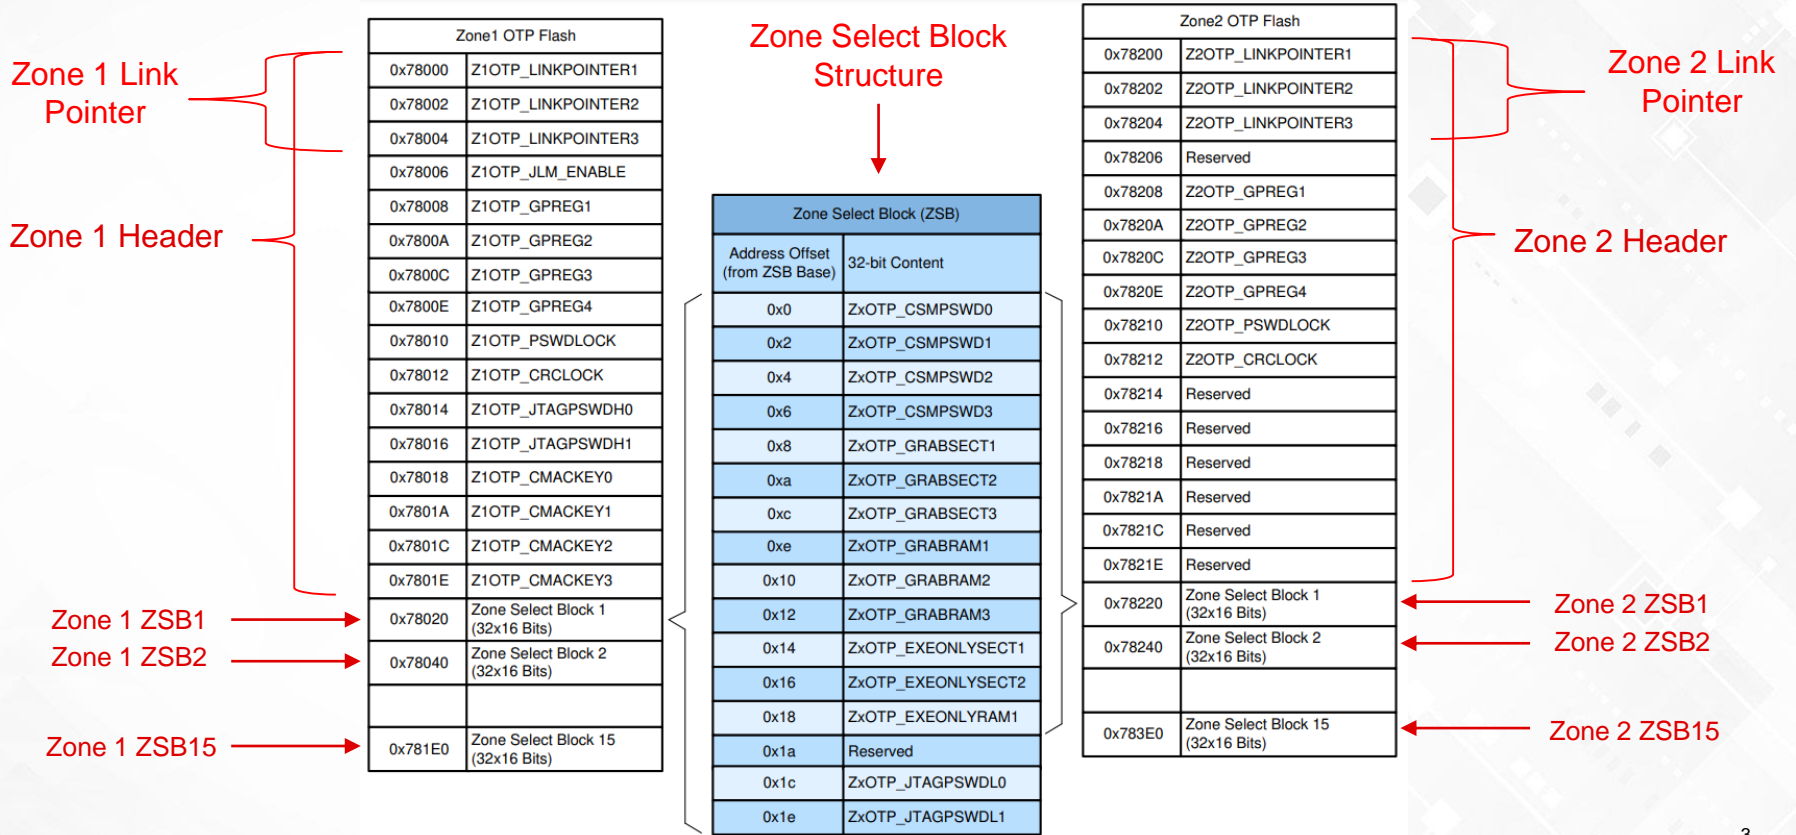 Zone Select Block
Structure
Zone 1 Link
Pointer
Zone 1 Header
Zone 1 ZSB1
Zone 1 ZSB2
Zone 1 ZSB15
Zone1 OTP Flash
0x78000 Z1OTP_LINKPOINTER1
0x78002 Z1OTP_LINKPOINTER2
0x78004 Z1OTP_LINKPOINTER3
0x78006 Z1OTP_JLM_ENABLE
0x78008 Z1OTP_GPREG1
0x7800A Z1OTP_GPREG2
0x7800C Z1OTP_GPREG3
0x7800E Z1OTP_GPREG4
0x78010 Z1OTP_PSWDLOCK
0x78012 Z1OTP_CRCLOCK
0x78014 Z1OTP_JTAGPSWDH0
0x78016 Z1OTP_JTAGPSWDH1
0x78018 Z1OTP_CMACKEY0
0x7801A Z1OTP_CMACKEY1
0x7801C Z1OTP_CMACKEY2
0x7801E Z1OTP_CMACKEY3
0x78020 Zone Select Block 1
(32x16 Bits)
0x78040 Zone Select Block 2
(32x16 Bits)
0x781E0 Zone Select Block 15
(32x16 Bits)
Zone Select Block (ZSB)
Address Offset
(from ZSB Base) 32-bit Content
0x0 ZxOTP_CSMPSWD0
0x2 ZxOTP_CSMPSWD1
0x4 ZxOTP_CSMPSWD2
0x6 ZxOTP_CSMPSWD3
0x8 ZxOTP_GRABSECT1
0xa ZxOTP_GRABSECT2
0xc ZxOTP_GRABSECT3
0xe ZxOTP_GRABRAM1
0x10 ZxOTP_GRABRAM2
0x12 ZxOTP_GRABRAM3
0x14 ZxOTP_EXEONLYSECT1
0x16 ZxOTP_EXEONLYSECT2
0x18 ZxOTP_EXEONLYRAM1
0x1a Reserved
0x1c ZxOTP_JTAGPSWDL0
0x1e ZxOTP_JTAGPSWDL1
Zone2 OTP Flash
0x78200 Z2OTP_LINKPOINTER1
0x78202 Z2OTP_LINKPOINTER2
0x78204 Z2OTP_LINKPOINTER3
0x78206 Reserved
0x78208 Z2OTP_GPREG1
0x7820A Z2OTP_GPREG2
0x7820C Z2OTP_GPREG3
0x7820E Z2OTP_GPREG4
0x78210 Z2OTP_PSWDLOCK
0x78212 Z2OTP_CRCLOCK
0x78214 Reserved
0x78216 Reserved
0x78218 Reserved
0x7821A Reserved
0x7821C Reserved
0x7821E Reserved
0x78220 Zone Select Block 1
(32x16 Bits)
0x78240 Zone Select Block 2
(32x16 Bits)
0x783E0 Zone Select Block 15
(32x16 Bits)
Zone 2 Link
Pointer
Zone 2 Header
Zone 2 ZSB1
Zone 2 ZSB2
Zone 2 ZSB15